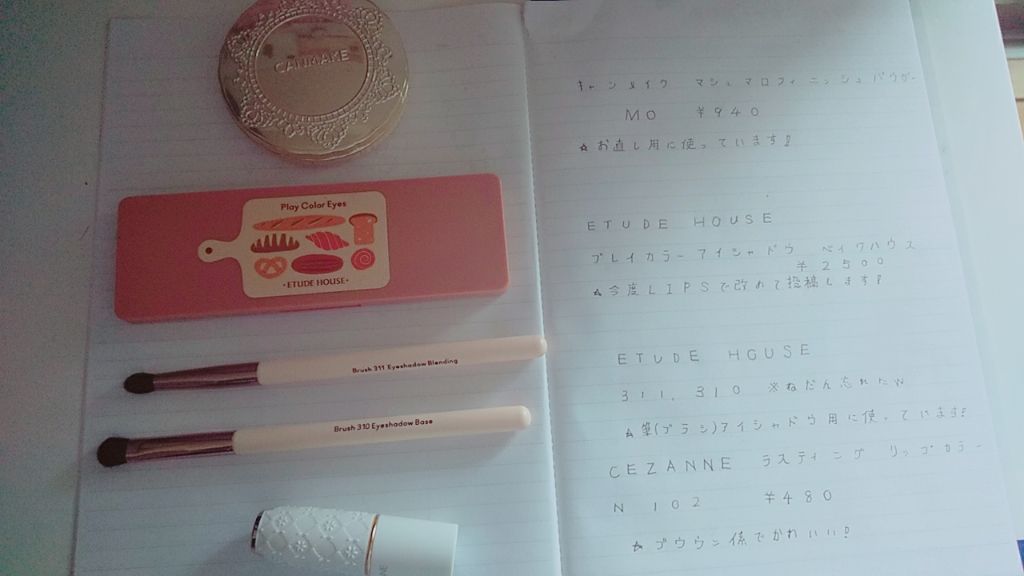 CANMAKE
Play Color Eyes
ETUDE HOUSE
Brush 311 Eyeshadow Blending
Brush 310 Eyeshadow Base
キャンメイク マシュマロフィニッシュパウダー
MO ¥940
☆お直し用に使っています!!
ETUDE HOUSE
プレイカラーアイシャドウ ベイクハウス
¥2500
☆今度LIPSで改めて投稿します!!
ETUDE HOUSE
311、310 ※ねだん忘れたw
☆筆(ブラシ)アイシャドウ用に使っています!!
CEZANNE ラスティング リップカラー
N 102 ¥480
☆ブラウン係でかわいい!!